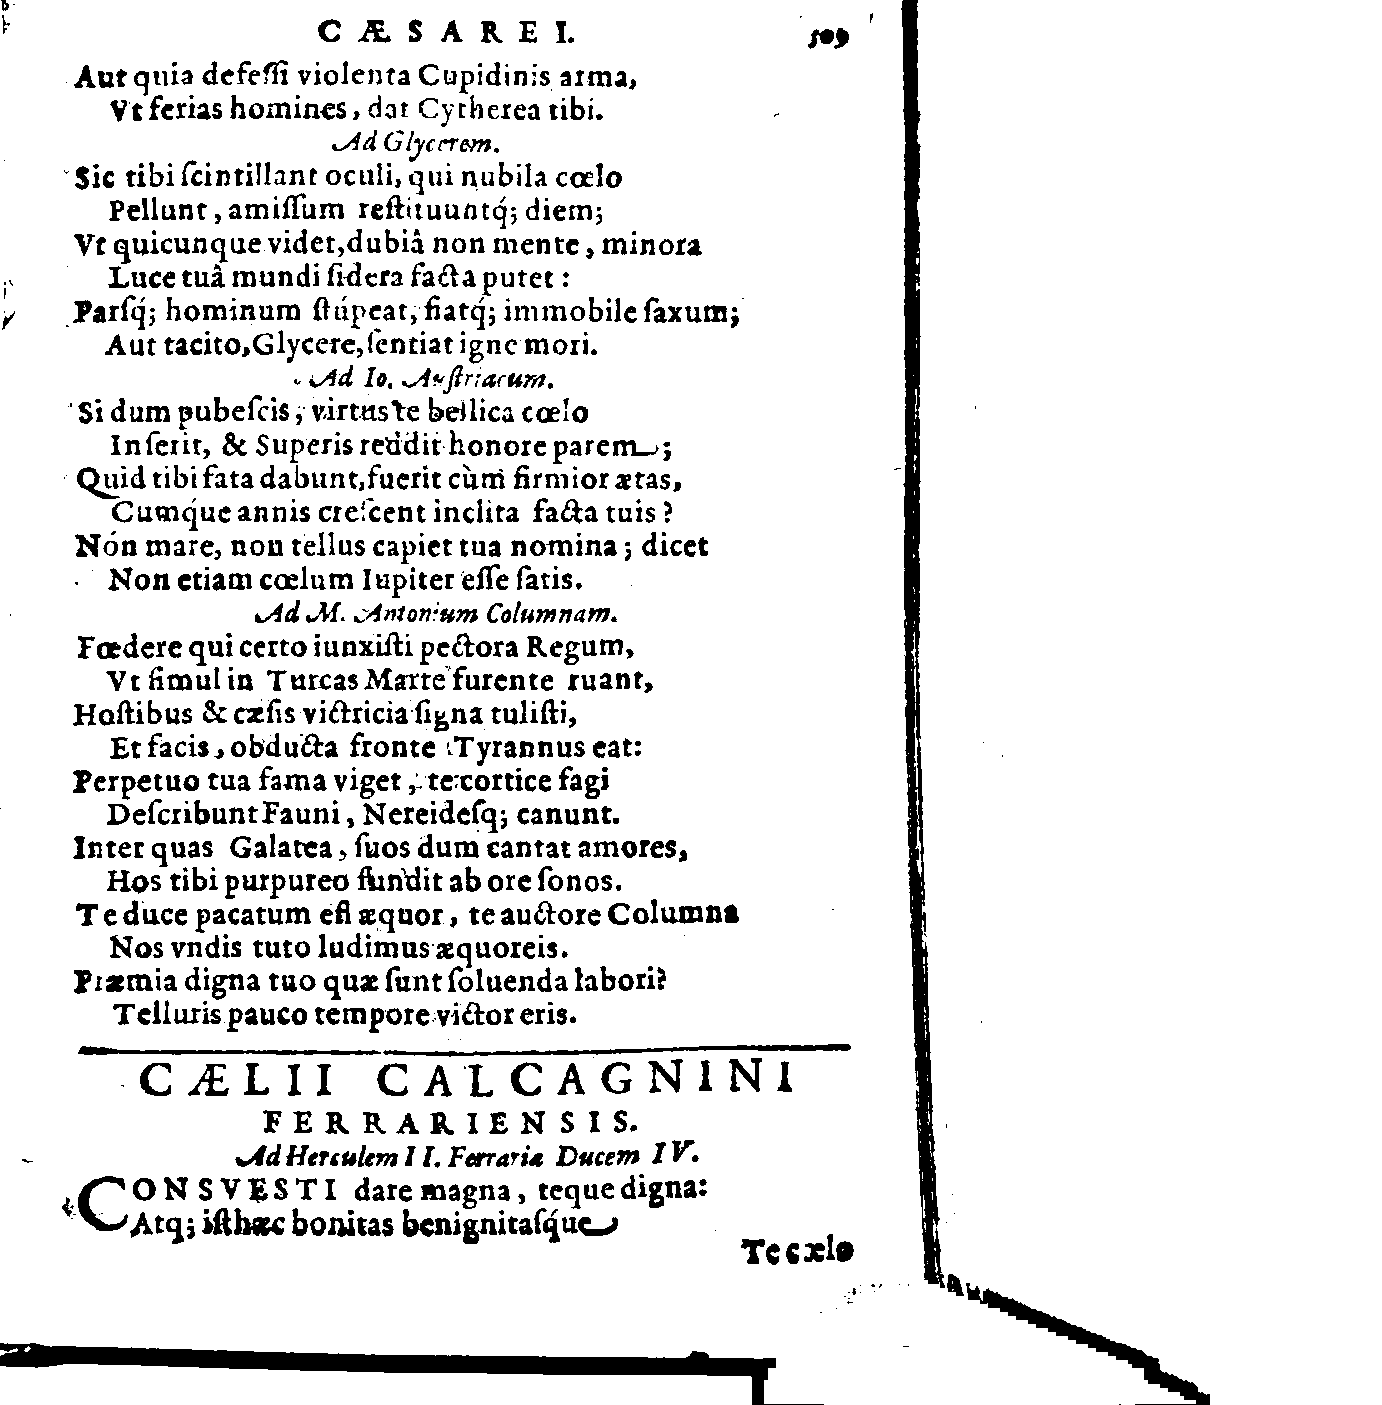 CÆSAREI.
509
Aut quia defeſſi violenta Cupidinis arma,
Vt ferias homines, dat Cytherea tibi.
Ad Glycerem.
Sic tibi ſcintillant oculi, qui nubila cœlo
Pellunt, amiſſum reſtituuntq́; diem;
Vt quicunque videt, dubiâ non mente, minora
Luce tuâ mundi ſidera facta putet:
Parſq́; hominum ſtúpeat, fiatq́; immobile ſaxum;
Aut tacito, Glycere, ſentiat igne mori.
Ad Io. Auſtriacum.
Si dum pubeſcis, virtus te bellica cœlo
Inſerit, & Superis reddit honore parem;
Quid tibi fata dabunt, fuerit cùm firmior ætas,
Cumq́ue annis creſcent inclita facta tuis?
Nón mare, non tellus capiet tua nomina; dicet
Non etiam cœlum Iupiter eſſe ſatis.
Ad M. Antonium Columnam.
Fœdere qui certo iunxiſti pectora Regum,
Vt ſimul in Turcas Marte furente ruant,
Hoſtibus & cæſis victricia ſigna tuliſti,
Et facis, obducta fronte Tyrannus eat:
Perpetuo tua fama viget, te cortice fagi
Deſcribunt Fauni, Nereideſq; canunt.
Inter quas Galatea, ſuos dum cantat amores,
Hos tibi purpureo fundit ab ore ſonos.
Te duce pacatum eſt æquor, te auctore Columna
Nos vndis tuto ludimus æquoreis.
Præmia digna tuo quæ ſunt ſoluenda labori?
Telluris pauco tempore victor eris.
CÆLII CALCAGNINI
FERRARIENSIS.
Ad Herculem II. Ferrariæ Ducem IV.
CONSVESTI dare magna, teque digna:
Atq; iſthæc bonitas benignitaſq́ue
Te cælo